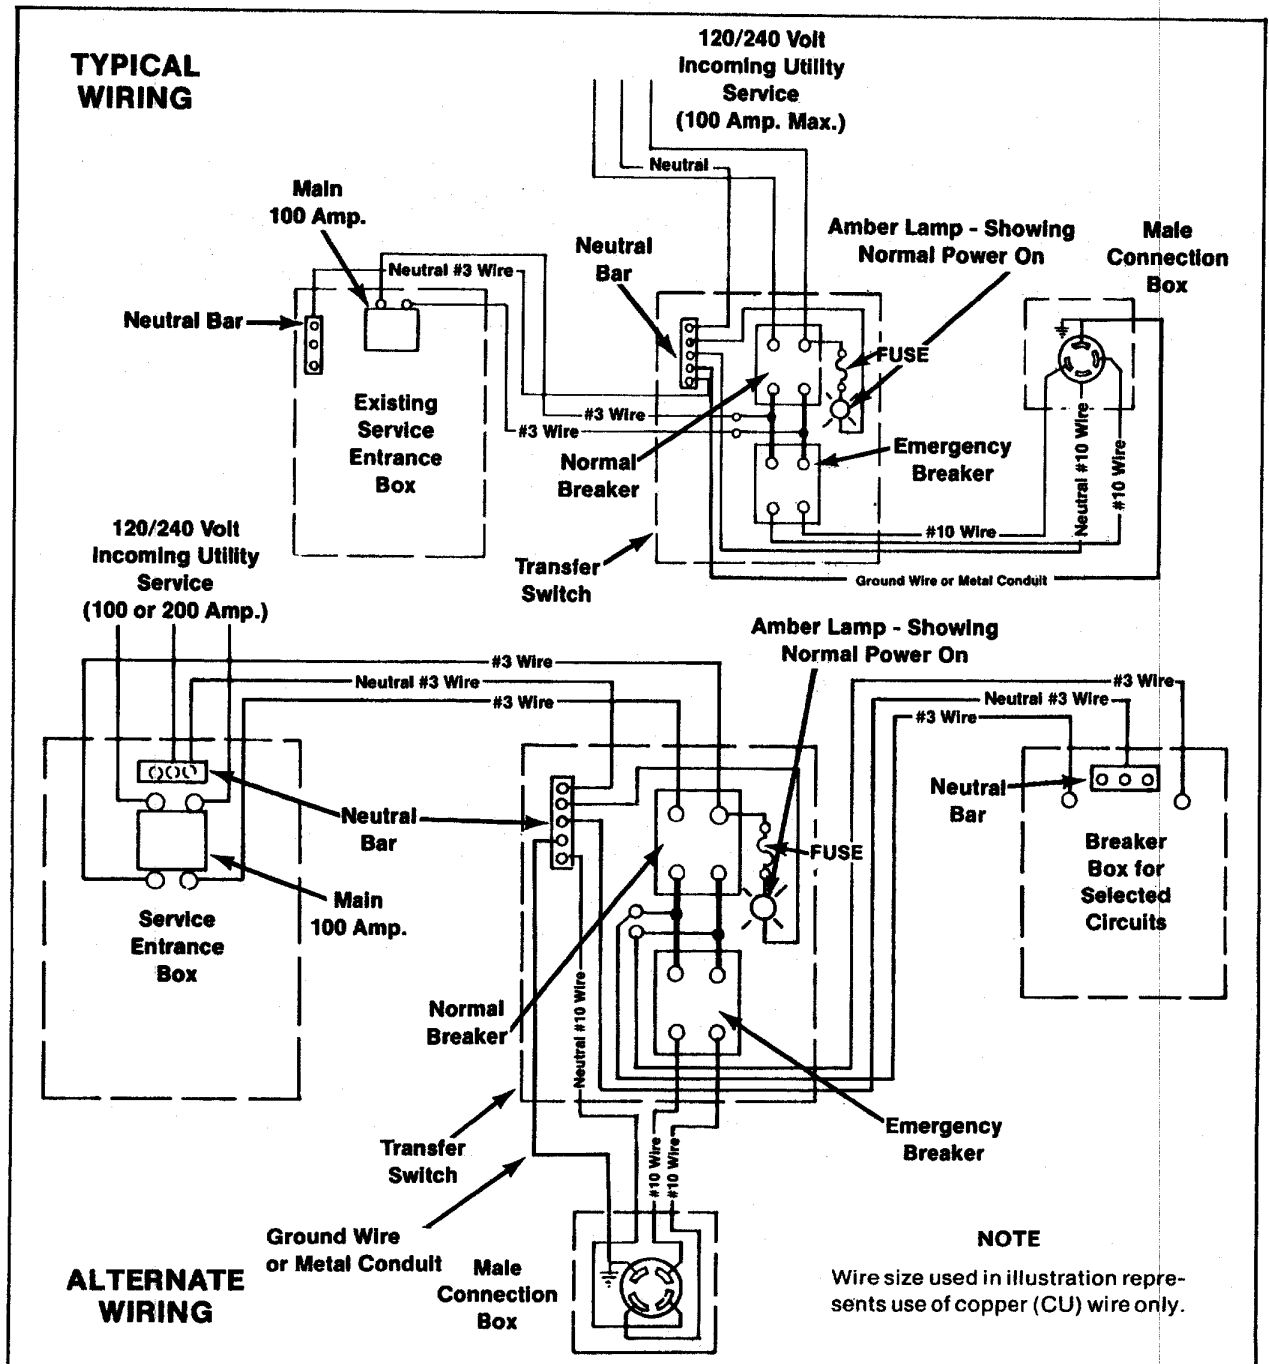 TYPICAL
WIRING
120/240 Volt
Incoming Utility
Service
(100 Amp. Max.)
Neutral
Main
100 Amp.
Neutral #3 Wire
Neutral
Bar
Amber Lamp - Showing
Normal Power On
Male
Connection
Box
Neutral Bar
FUSE
Existing
Service
Entrance
Box
#3 Wire
#3 Wire
Normal
Breaker
Emergency
Breaker
Neutral #10 Wire
#10 Wire
#10 Wire
Transfer
Switch
Ground Wire or Metal Conduit
120/240 Volt
Incoming Utility
Service
(100 or 200 Amp.)
Amber Lamp - Showing
Normal Power On
#3 Wire
Neutral #3 Wire
#3 Wire
#3 Wire
Neutral #3 Wire
#3 Wire
Neutral
Bar
Neutral
Bar
FUSE
Breaker
Box for
Selected
Circuits
Main
100 Amp.
Service
Entrance
Box
Normal
Breaker
Neutral #10 Wire
Emergency
Breaker
Transfer
Switch
#10 Wire
#10 Wire
Ground Wire
or Metal Conduit
Male
Connection
Box
ALTERNATE
WIRING
NOTE
Wire size used in illustration repre-
sents use of copper (CU) wire only.